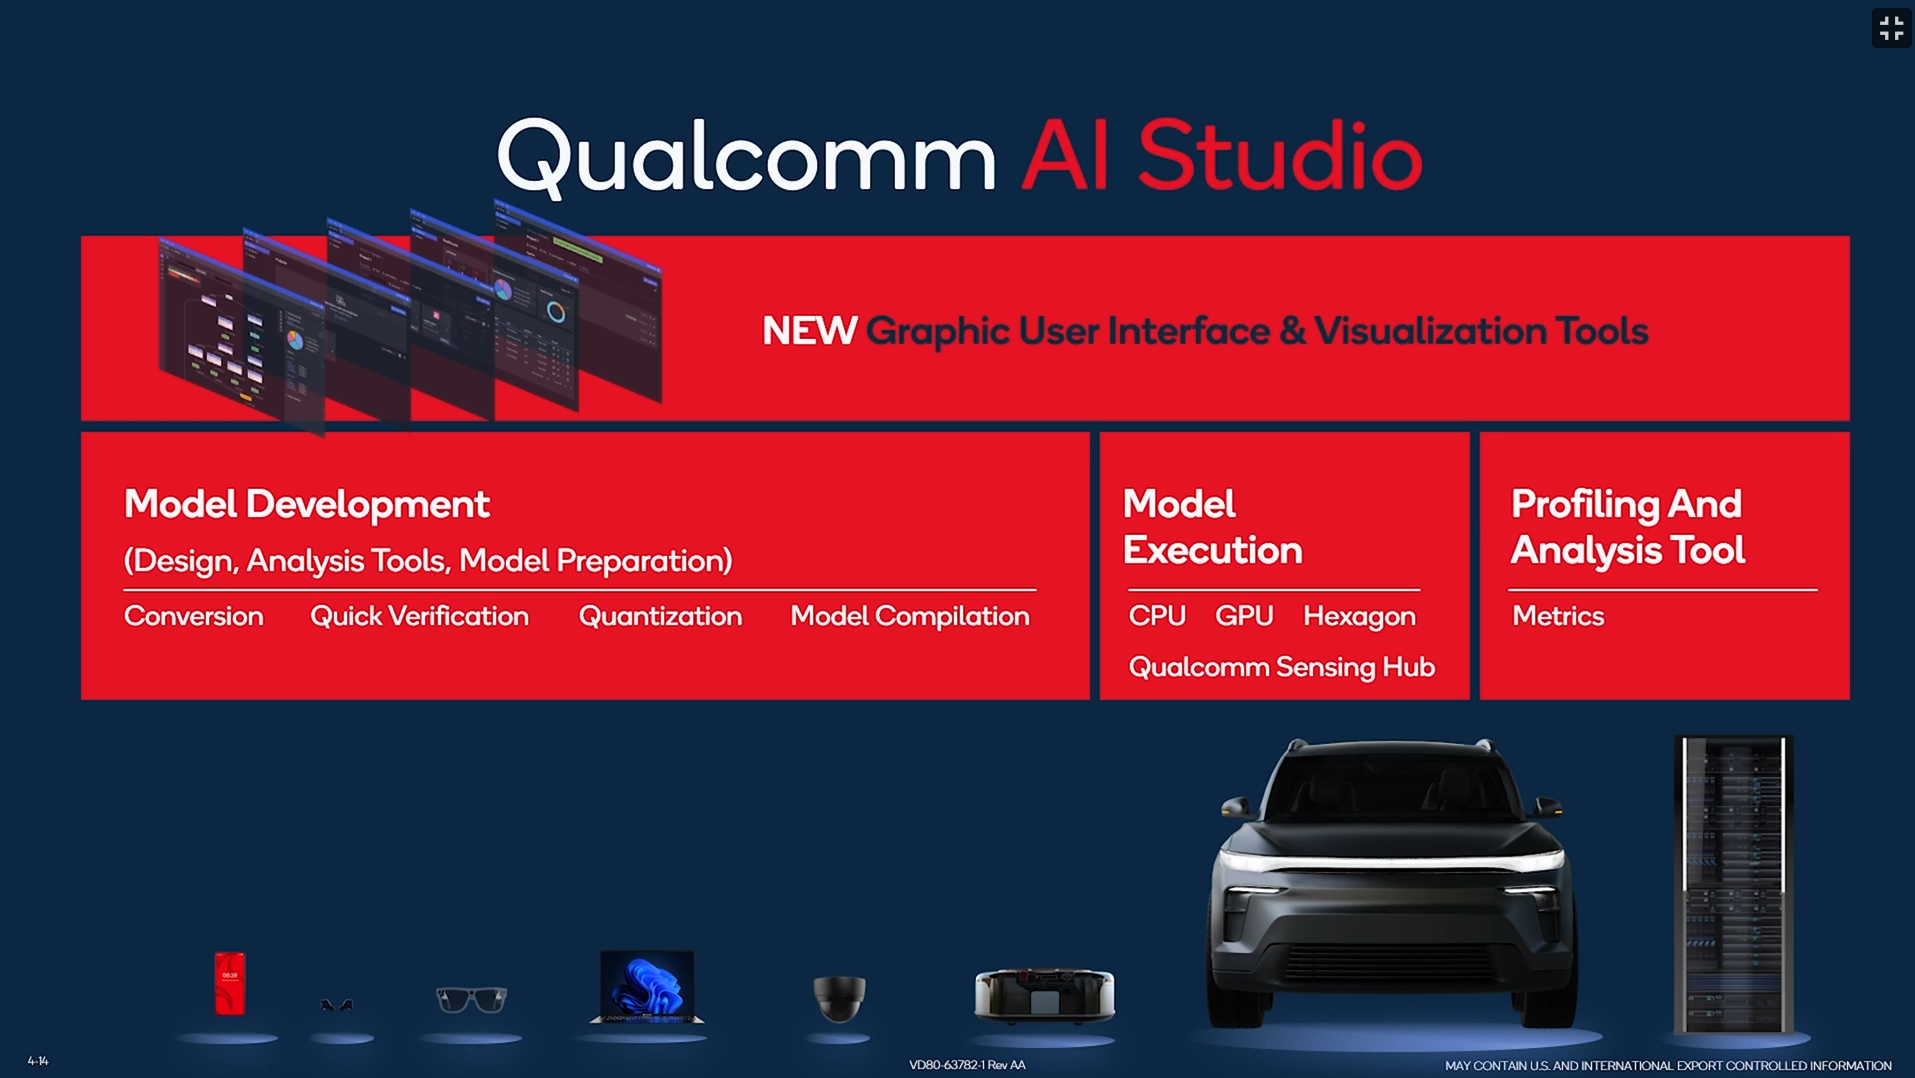 Qualcomm AI Studio
NEW Graphic User Interface & Visualization Tools
Model Development
(Design, Analysis Tools, Model Preparation)
Conversion Quick Verification Quantization Model Compilation
Model
Execution
CPU GPU Hexagon
Qualcomm Sensing Hub
Profiling And
Analysis Tool
Metrics
4-14
VD80-63782-1 Rev AA
MAY CONTAIN U.S. AND INTERNATIONAL EXPORT CONTROLLED INFORMATION